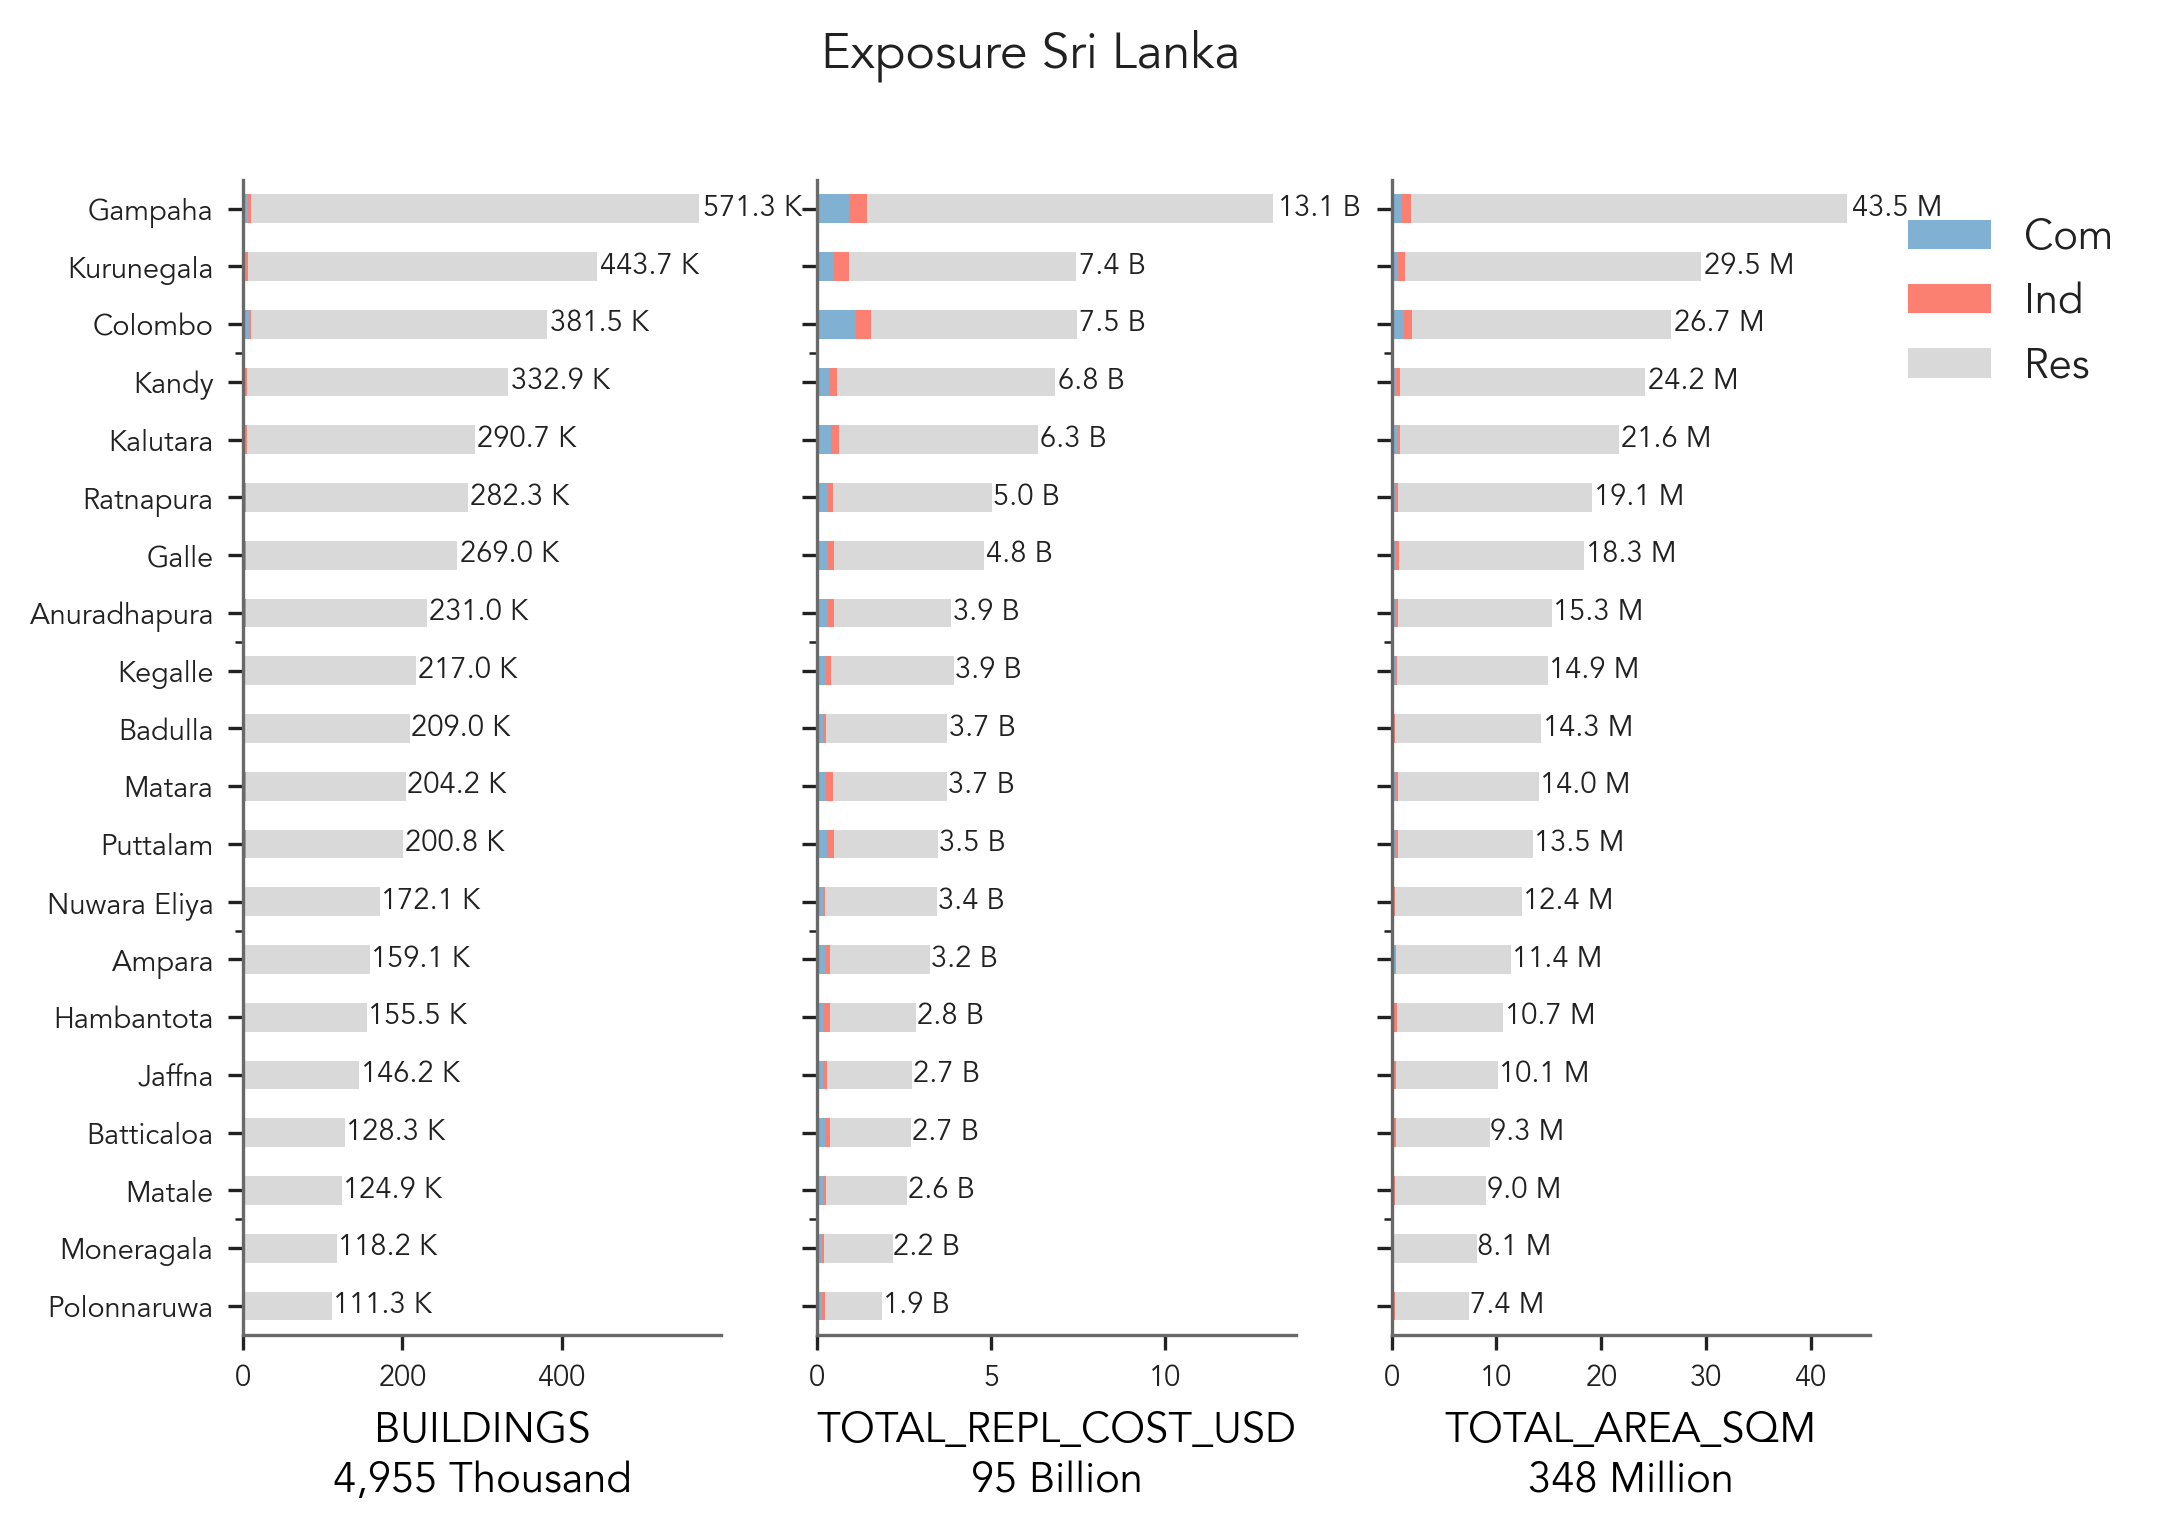 Exposure Sri Lanka
Gampaha
Kurunegala
Colombo
Kandy
Kalutara
Ratnapura
Galle
Anuradhapura
Kegalle
Badulla
Matara
Puttalam
Nuwara Eliya
Ampara
Hambantota
Jaffna
Batticaloa
Matale
Moneragala
Polonnaruwa
571.3 K
443.7 K
381.5 K
332.9 K
290.7 K
282.3 K
269.0 K
231.0 K
217.0 K
209.0 K
204.2 K
200.8 K
172.1 K
159.1 K
155.5 K
146.2 K
128.3 K
124.9 K
118.2 K
111.3 K
0 200 400
BUILDINGS
4,955 Thousand
13.1 B
7.4 B
7.5 B
6.8 B
6.3 B
5.0 B
4.8 B
3.9 B
3.9 B
3.7 B
3.7 B
3.5 B
3.4 B
3.2 B
2.8 B
2.7 B
2.7 B
2.6 B
2.2 B
1.9 B
0 5 10
TOTAL_REPL_COST_USD
95 Billion
43.5 M
29.5 M
26.7 M
24.2 M
21.6 M
19.1 M
18.3 M
15.3 M
14.9 M
14.3 M
14.0 M
13.5 M
12.4 M
11.4 M
10.7 M
10.1 M
9.3 M
9.0 M
8.1 M
7.4 M
0 10 20 30 40
TOTAL_AREA_SQM
348 Million
Com
Ind
Res